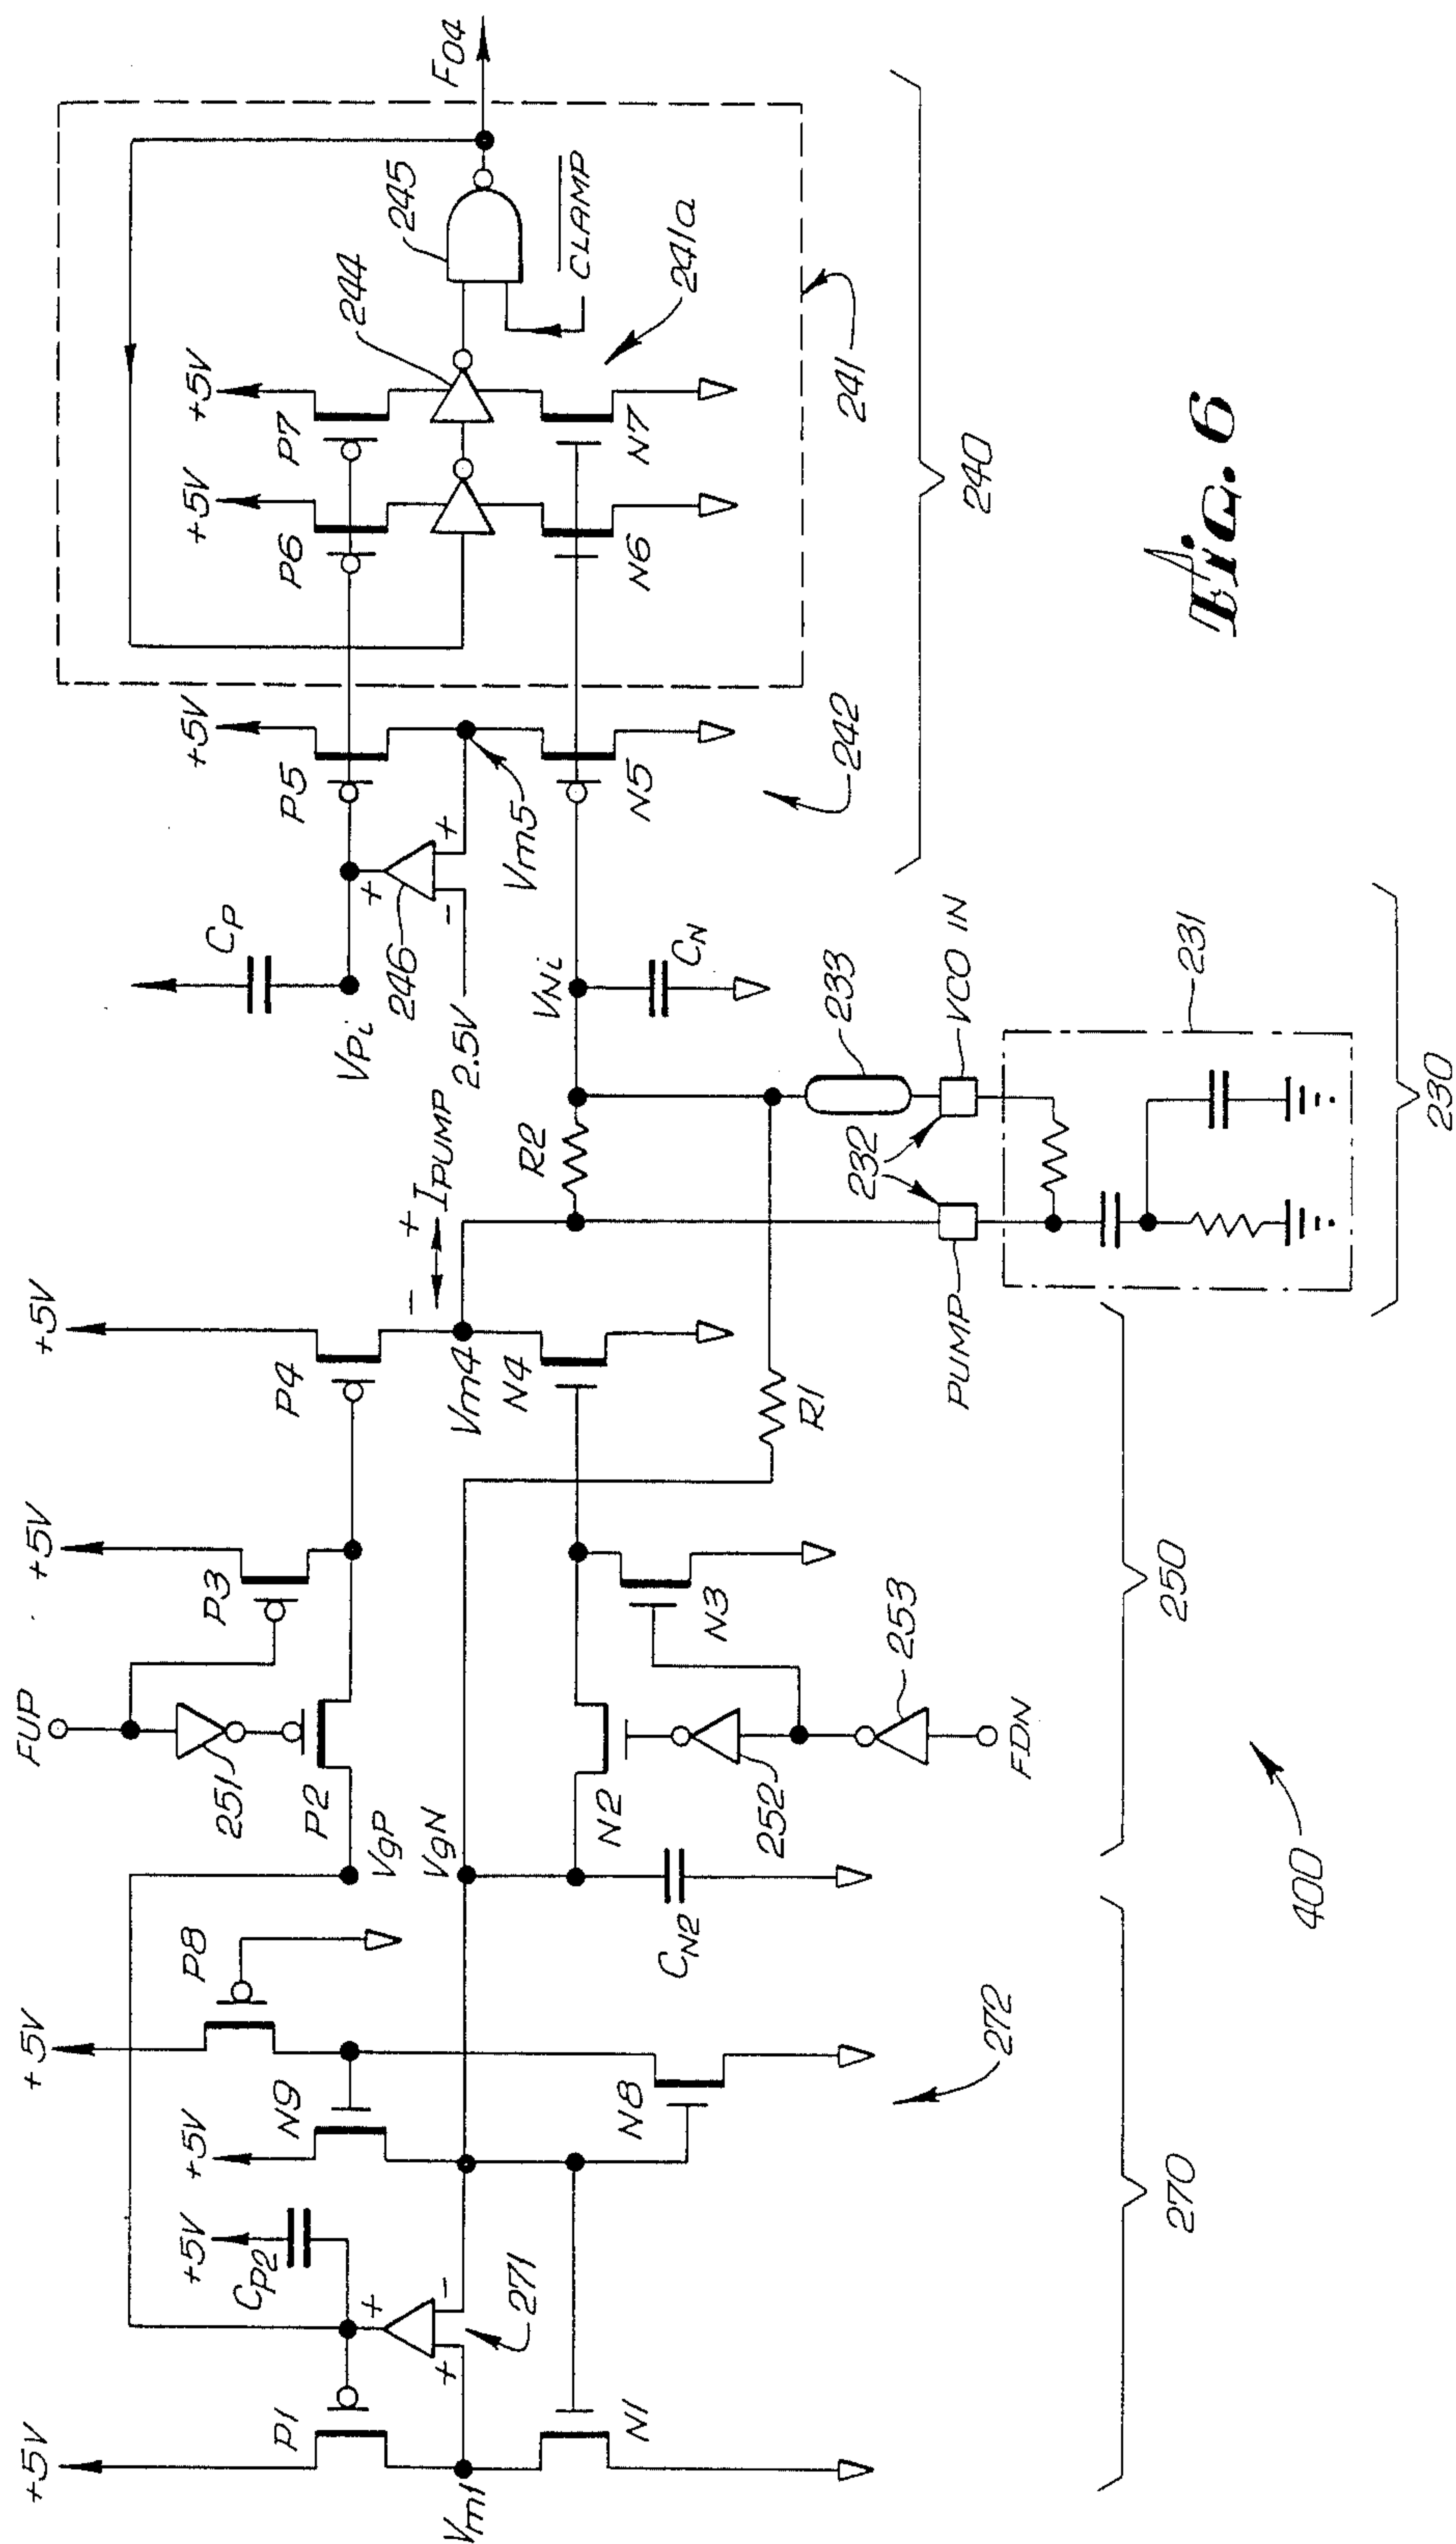 +5V
P1
Vm1
N1
+
-
+
271
+5V
CP2
+5V
N9
+5V
P8
N8
272
270
VgP
VgN
CN2
FUP
251
P2
+5V
P3
N2
252
253
FDN
N3
250
400
+5V
P4
Vm4
N4
- + IPUMP
R1
R2
PUMP
232
VCO IN
233
231
230
VPi
CP
246
2.5V
+
-
+
VNi
CN
+5V
P5
Vm5
N5
242
240
+5V
P6
N6
+5V
P7
N7
244
245
CLAMP
241a
241
F04
Fig. 6